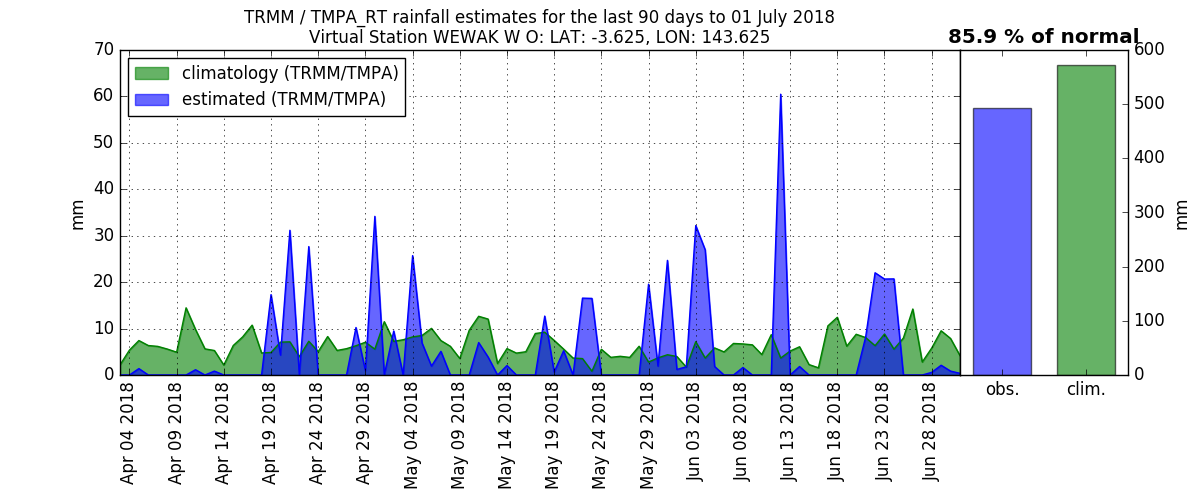 TRMM / TMPA_RT rainfall estimates for the last 90 days to 01 July 2018
Virtual Station WEWAK W O: LAT: -3.625, LON: 143.625
85.9 % of normal
climatology (TRMM/TMPA)
estimated (TRMM/TMPA)
70
60
50
40
30
20
10
0
mm
Apr 04 2018
Apr 09 2018
Apr 14 2018
Apr 19 2018
Apr 24 2018
Apr 29 2018
May 04 2018
May 09 2018
May 14 2018
May 19 2018
May 24 2018
May 29 2018
Jun 03 2018
Jun 08 2018
Jun 13 2018
Jun 18 2018
Jun 23 2018
Jun 28 2018
obs.
clim.
600
500
400
300
200
100
0
mm